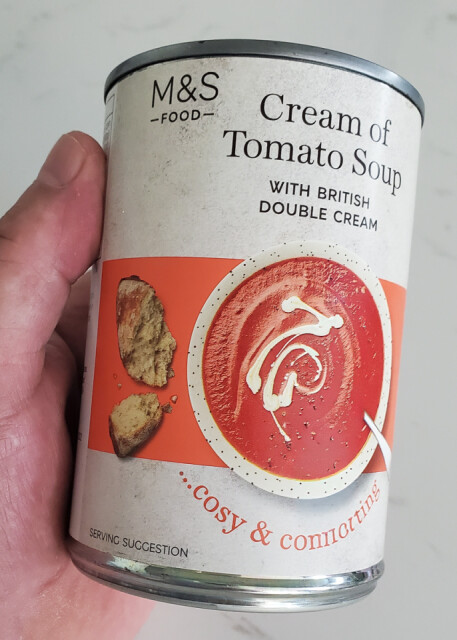 M&S
—FOOD—
Cream of
Tomato Soup
WITH BRITISH
DOUBLE CREAM
...cosy & comforting
SERVING SUGGESTION